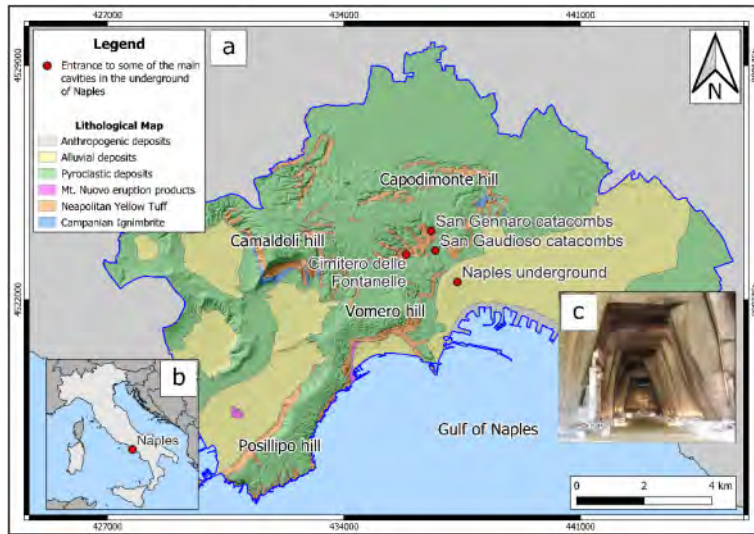 427000
434000
441000
Legend
Entrance to some of the main
cavities in the underground
of Naples
Lithological Map
Anthropogenic deposits
Alluvial deposits
Pyroclastic deposits
Mt. Nuovo eruption products
Neapolitan Yellow Tuff
Campanian Ignimbrite
a
N
4529000
Capodimonte hill
San Gennaro catacombs
Camaldoli hill
San Gaudioso catacombs
Cimitero delle
Fontanelle
Naples underground
4522000
Vomero hill
c
b
Naples
Posillipo hill
Gulf of Naples
0 2 4 km
427000
434000
441000